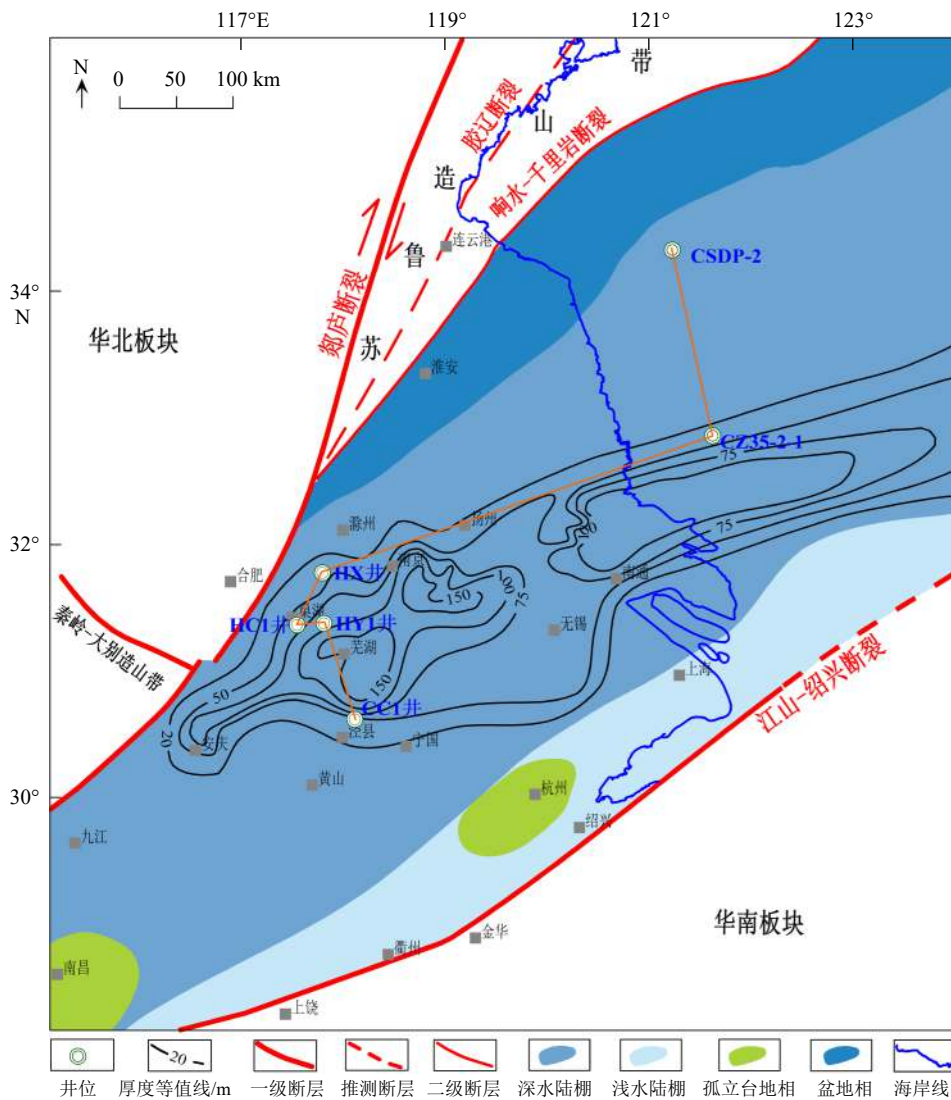 117°E 119° 121° 123°
N
0 50 100 km
带
胶辽断裂
山
响水-千里岩断裂
造
连云港
鲁
CSDP-2
34°
N
郯庐断裂
华北板块
苏
淮安
CZ35-2-1
75
滁州
扬州
100
75
32°
合肥
HX井
南京
100
75
150
南通
巢湖
HC1井
HY1井
无锡
秦岭-大别造山带
芜湖
上海
150
50
CC1井
江山-绍兴断裂
20
安庆
泾县
宁国
30°
黄山
杭州
绍兴
九江
华南板块
金华
衢州
南昌
上饶
20
井位 厚度等值线/m 一级断层 推测断层 二级断层 深水陆棚 浅水陆棚 孤立台地相 盆地相 海岸线